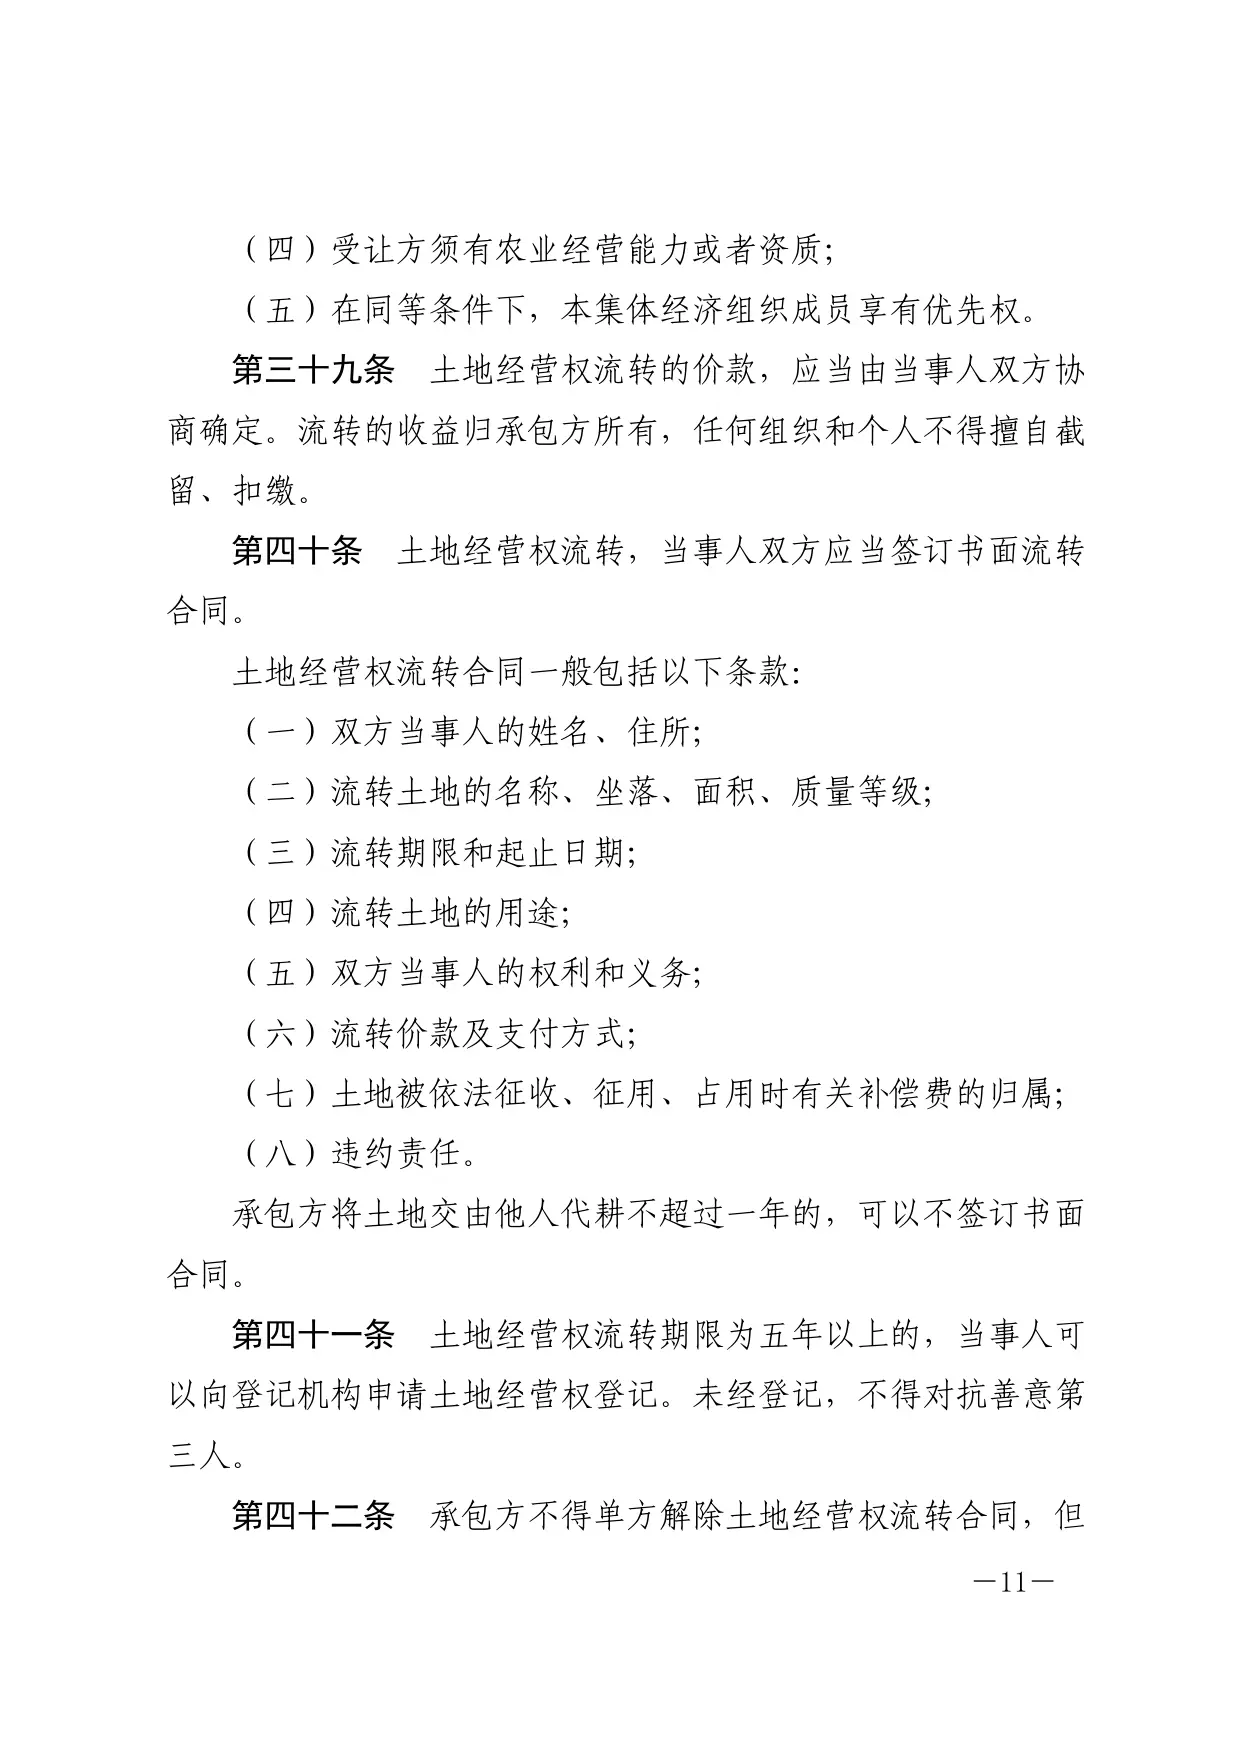 （四）受让方须有农业经营能力或者资质；
（五）在同等条件下，本集体经济组织成员享有优先权。
第三十九条　土地经营权流转的价款，应当由当事人双方协
商确定。流转的收益归承包方所有，任何组织和个人不得擅自截
留、扣缴。
第四十条　土地经营权流转，当事人双方应当签订书面流转
合同。
土地经营权流转合同一般包括以下条款：
（一）双方当事人的姓名、住所；
（二）流转土地的名称、坐落、面积、质量等级；
（三）流转期限和起止日期；
（四）流转土地的用途；
（五）双方当事人的权利和义务；
（六）流转价款及支付方式；
（七）土地被依法征收、征用、占用时有关补偿费的归属；
（八）违约责任。
承包方将土地交由他人代耕不超过一年的，可以不签订书面
合同。
第四十一条　土地经营权流转期限为五年以上的，当事人可
以向登记机构申请土地经营权登记。未经登记，不得对抗善意第
三人。
第四十二条　承包方不得单方解除土地经营权流转合同，但
—11—